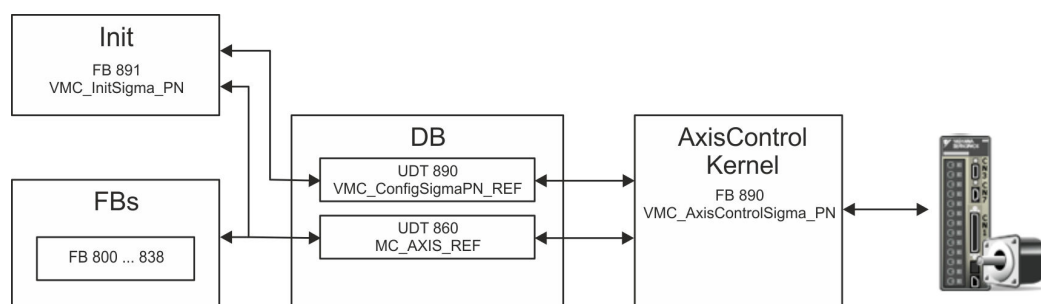 Init
FB 891
VMC_InitSigma_PN
FBs
FB 800 ... 838
DB
UDT 890
VMC_ConfigSigmaPN_REF
UDT 860
MC_AXIS_REF
AxisControl
Kernel
FB 890
VMC_AxisControlSigma_PN